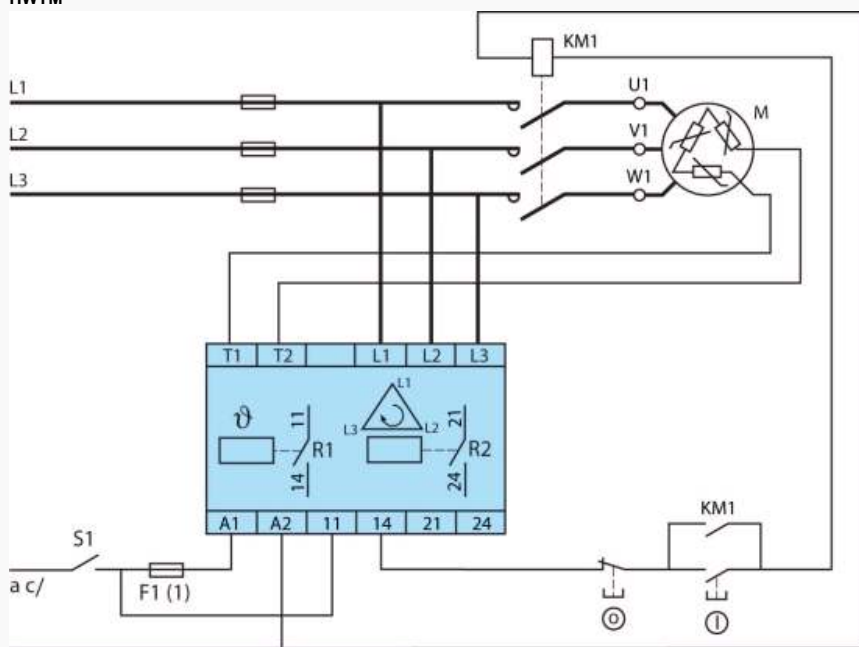 KM1
L1
U1
M
L2
V1
L3
W1
T1 T2 L1 L2 L3
ϑ 11 14 R1
L1 L2 L3 21 24 R2
A1 A2 11 14 21 24
S1
KM1
a c/
F1 (1)
O I